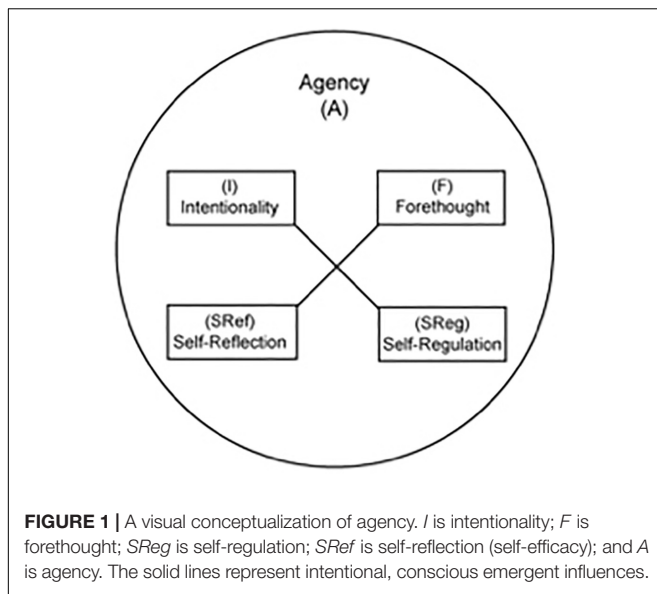 Agency
(A)
(I)
Intentionality
(F)
Forethought
(SRef)
Self-Reflection
(SReg)
Self-Regulation
FIGURE 1 | A visual conceptualization of agency. I is intentionality; F is
forethought; SReg is self-regulation; SRef is self-reflection (self-efficacy); and A
is agency. The solid lines represent intentional, conscious emergent influences.